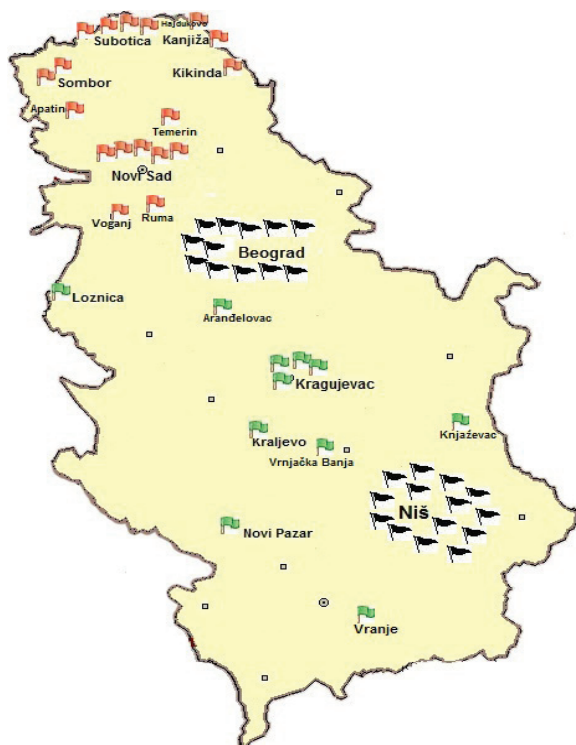 Hajdukovo
Subotica
Kanjiža
Kikinda
Sombor
Apatin
Temerin
Novi Sad
Voganj
Ruma
Beograd
Loznica
Aranđelovac
Kragujevac
Kraljevo
Knjaževac
Vrnjačka Banja
Niš
Novi Pazar
Vranje